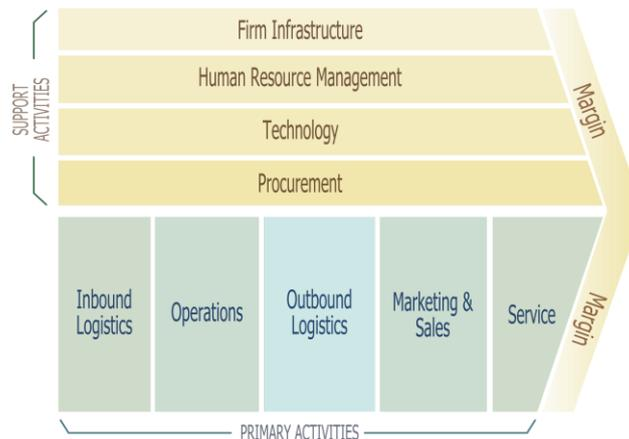 SUPPORT
ACTIVITIES
Firm Infrastructure
Human Resource Management
Technology
Procurement
Margin
Inbound
Logistics
Operations
Outbound
Logistics
Marketing &
Sales
Service
Margin
PRIMARY ACTIVITIES